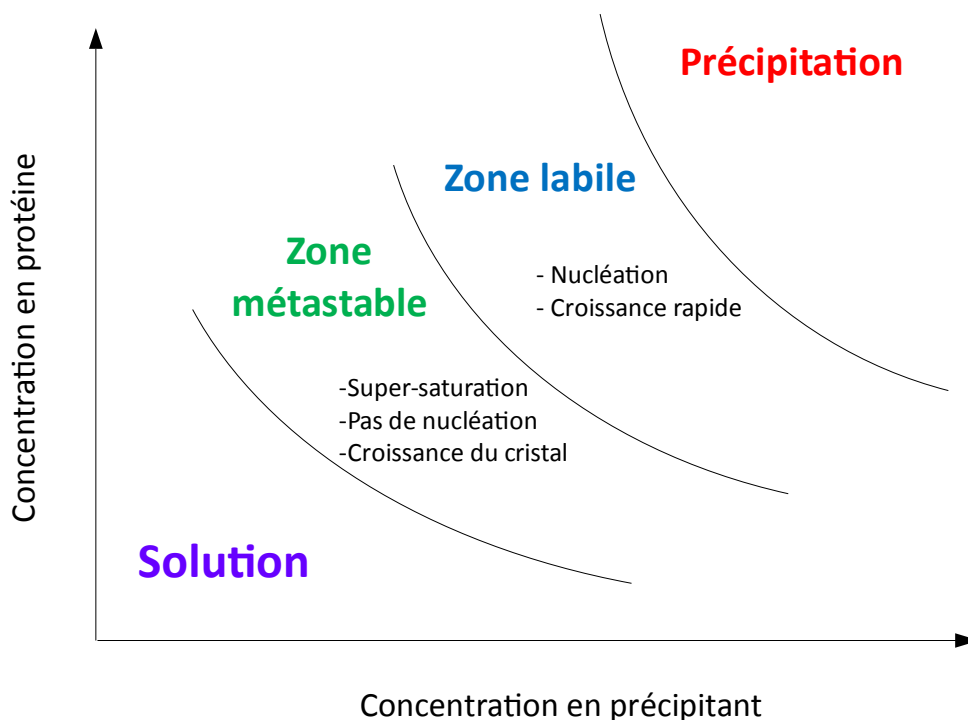 Précipitation
Zone labile
- Nucléation
- Croissance rapide
Zone
métastable
-Super-saturation
-Pas de nucléation
-Croissance du cristal
Solution
Concentration en protéine
Concentration en précipitant